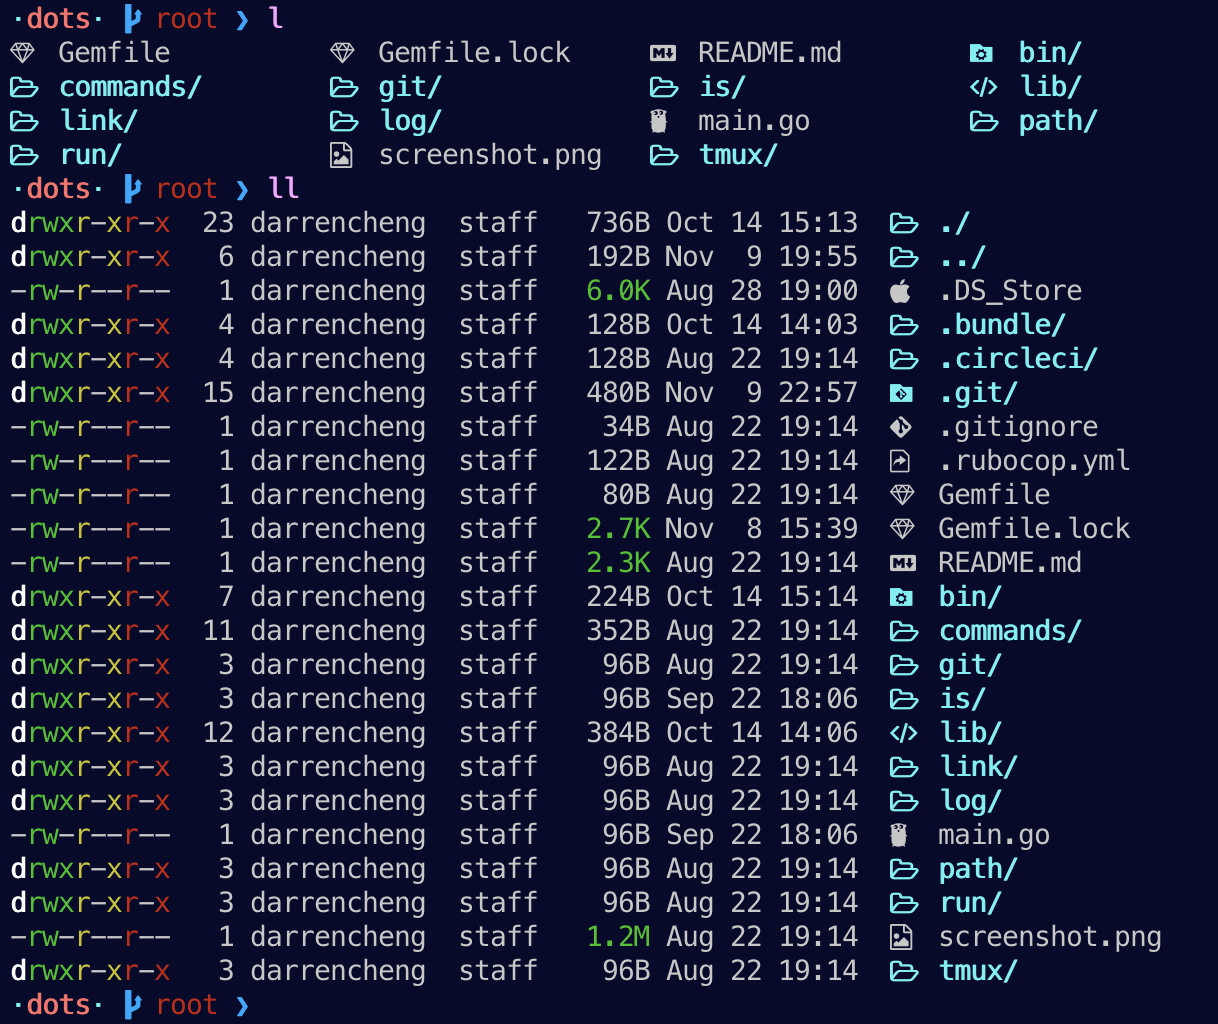 ·dots· root ❯ l
Gemfile Gemfile.lock README.md bin/
commands/ git/ is/ lib/
link/ log/ main.go path/
run/ screenshot.png tmux/
·dots· root ❯ ll
drwxr-xr-x 23 darrencheng staff 736B Oct 14 15:13 ./
drwxr-xr-x 6 darrencheng staff 192B Nov 9 19:55 ../
-rw-r--r-- 1 darrencheng staff 6.0K Aug 28 19:00 .DS_Store
drwxr-xr-x 4 darrencheng staff 128B Oct 14 14:03 .bundle/
drwxr-xr-x 4 darrencheng staff 128B Aug 22 19:14 .circleci/
drwxr-xr-x 15 darrencheng staff 480B Nov 9 22:57 .git/
-rw-r--r-- 1 darrencheng staff 34B Aug 22 19:14 .gitignore
-rw-r--r-- 1 darrencheng staff 122B Aug 22 19:14 .rubocop.yml
-rw-r--r-- 1 darrencheng staff 80B Aug 22 19:14 Gemfile
-rw-r--r-- 1 darrencheng staff 2.7K Nov 8 15:39 Gemfile.lock
-rw-r--r-- 1 darrencheng staff 2.3K Aug 22 19:14 README.md
drwxr-xr-x 7 darrencheng staff 224B Oct 14 15:14 bin/
drwxr-xr-x 11 darrencheng staff 352B Aug 22 19:14 commands/
drwxr-xr-x 3 darrencheng staff 96B Aug 22 19:14 git/
drwxr-xr-x 3 darrencheng staff 96B Sep 22 18:06 is/
drwxr-xr-x 12 darrencheng staff 384B Oct 14 14:06 lib/
drwxr-xr-x 3 darrencheng staff 96B Aug 22 19:14 link/
drwxr-xr-x 3 darrencheng staff 96B Aug 22 19:14 log/
-rw-r--r-- 1 darrencheng staff 96B Sep 22 18:06 main.go
drwxr-xr-x 3 darrencheng staff 96B Aug 22 19:14 path/
drwxr-xr-x 3 darrencheng staff 96B Aug 22 19:14 run/
-rw-r--r-- 1 darrencheng staff 1.2M Aug 22 19:14 screenshot.png
drwxr-xr-x 3 darrencheng staff 96B Aug 22 19:14 tmux/
·dots· root ❯